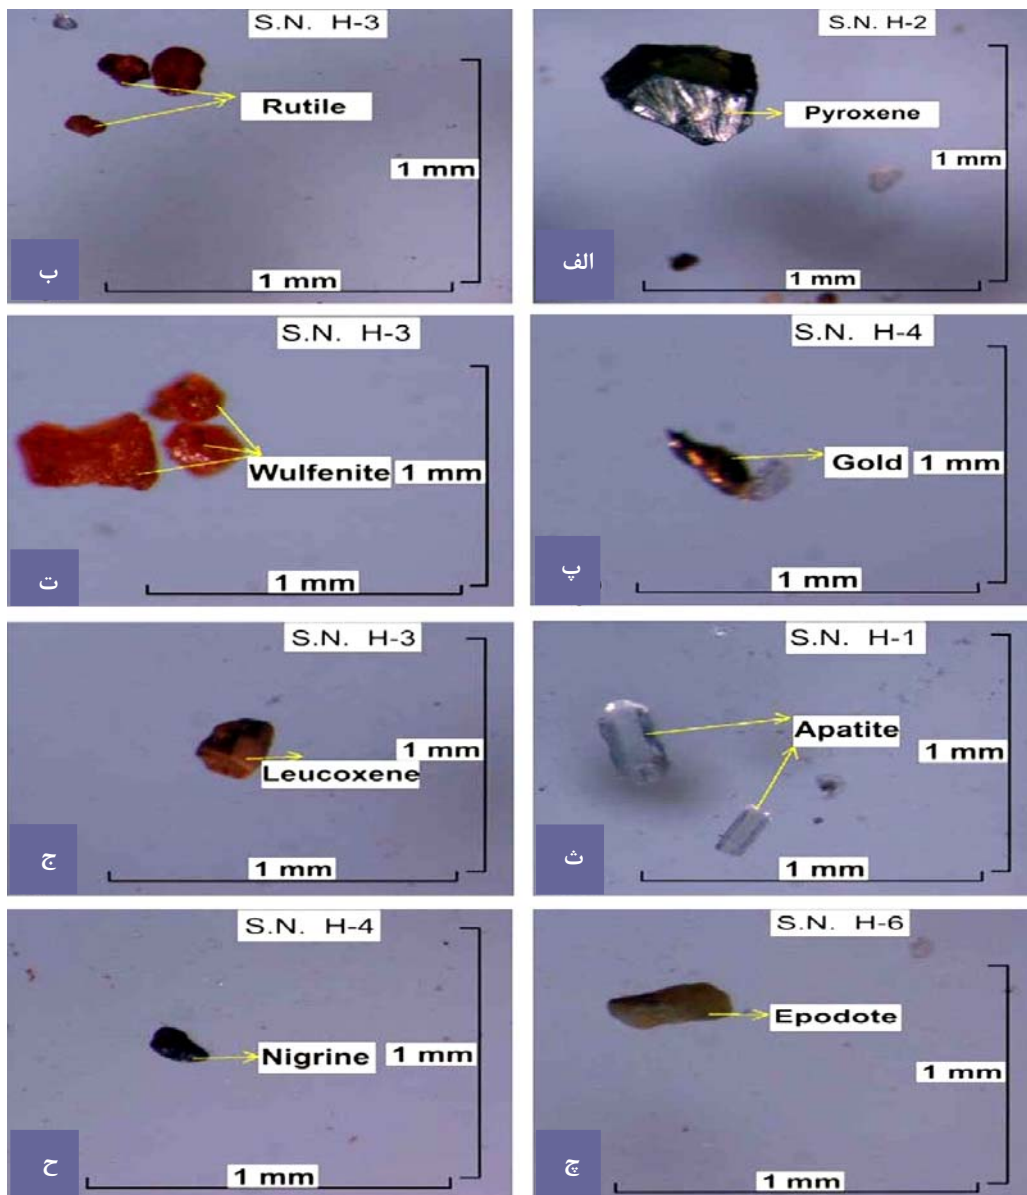 S.N. H-2
Pyroxene
1 mm
1 mm
الف
S.N. H-3
Rutile
1 mm
1 mm
ب
S.N. H-4
Gold
1 mm
1 mm
پ
S.N. H-3
Wulfenite
1 mm
1 mm
ت
S.N. H-1
Apatite
1 mm
1 mm
ث
S.N. H-3
Leucoxene
1 mm
1 mm
ج
S.N. H-6
Epodote
1 mm
1 mm
چ
S.N. H-4
Nigrine
1 mm
1 mm
ح